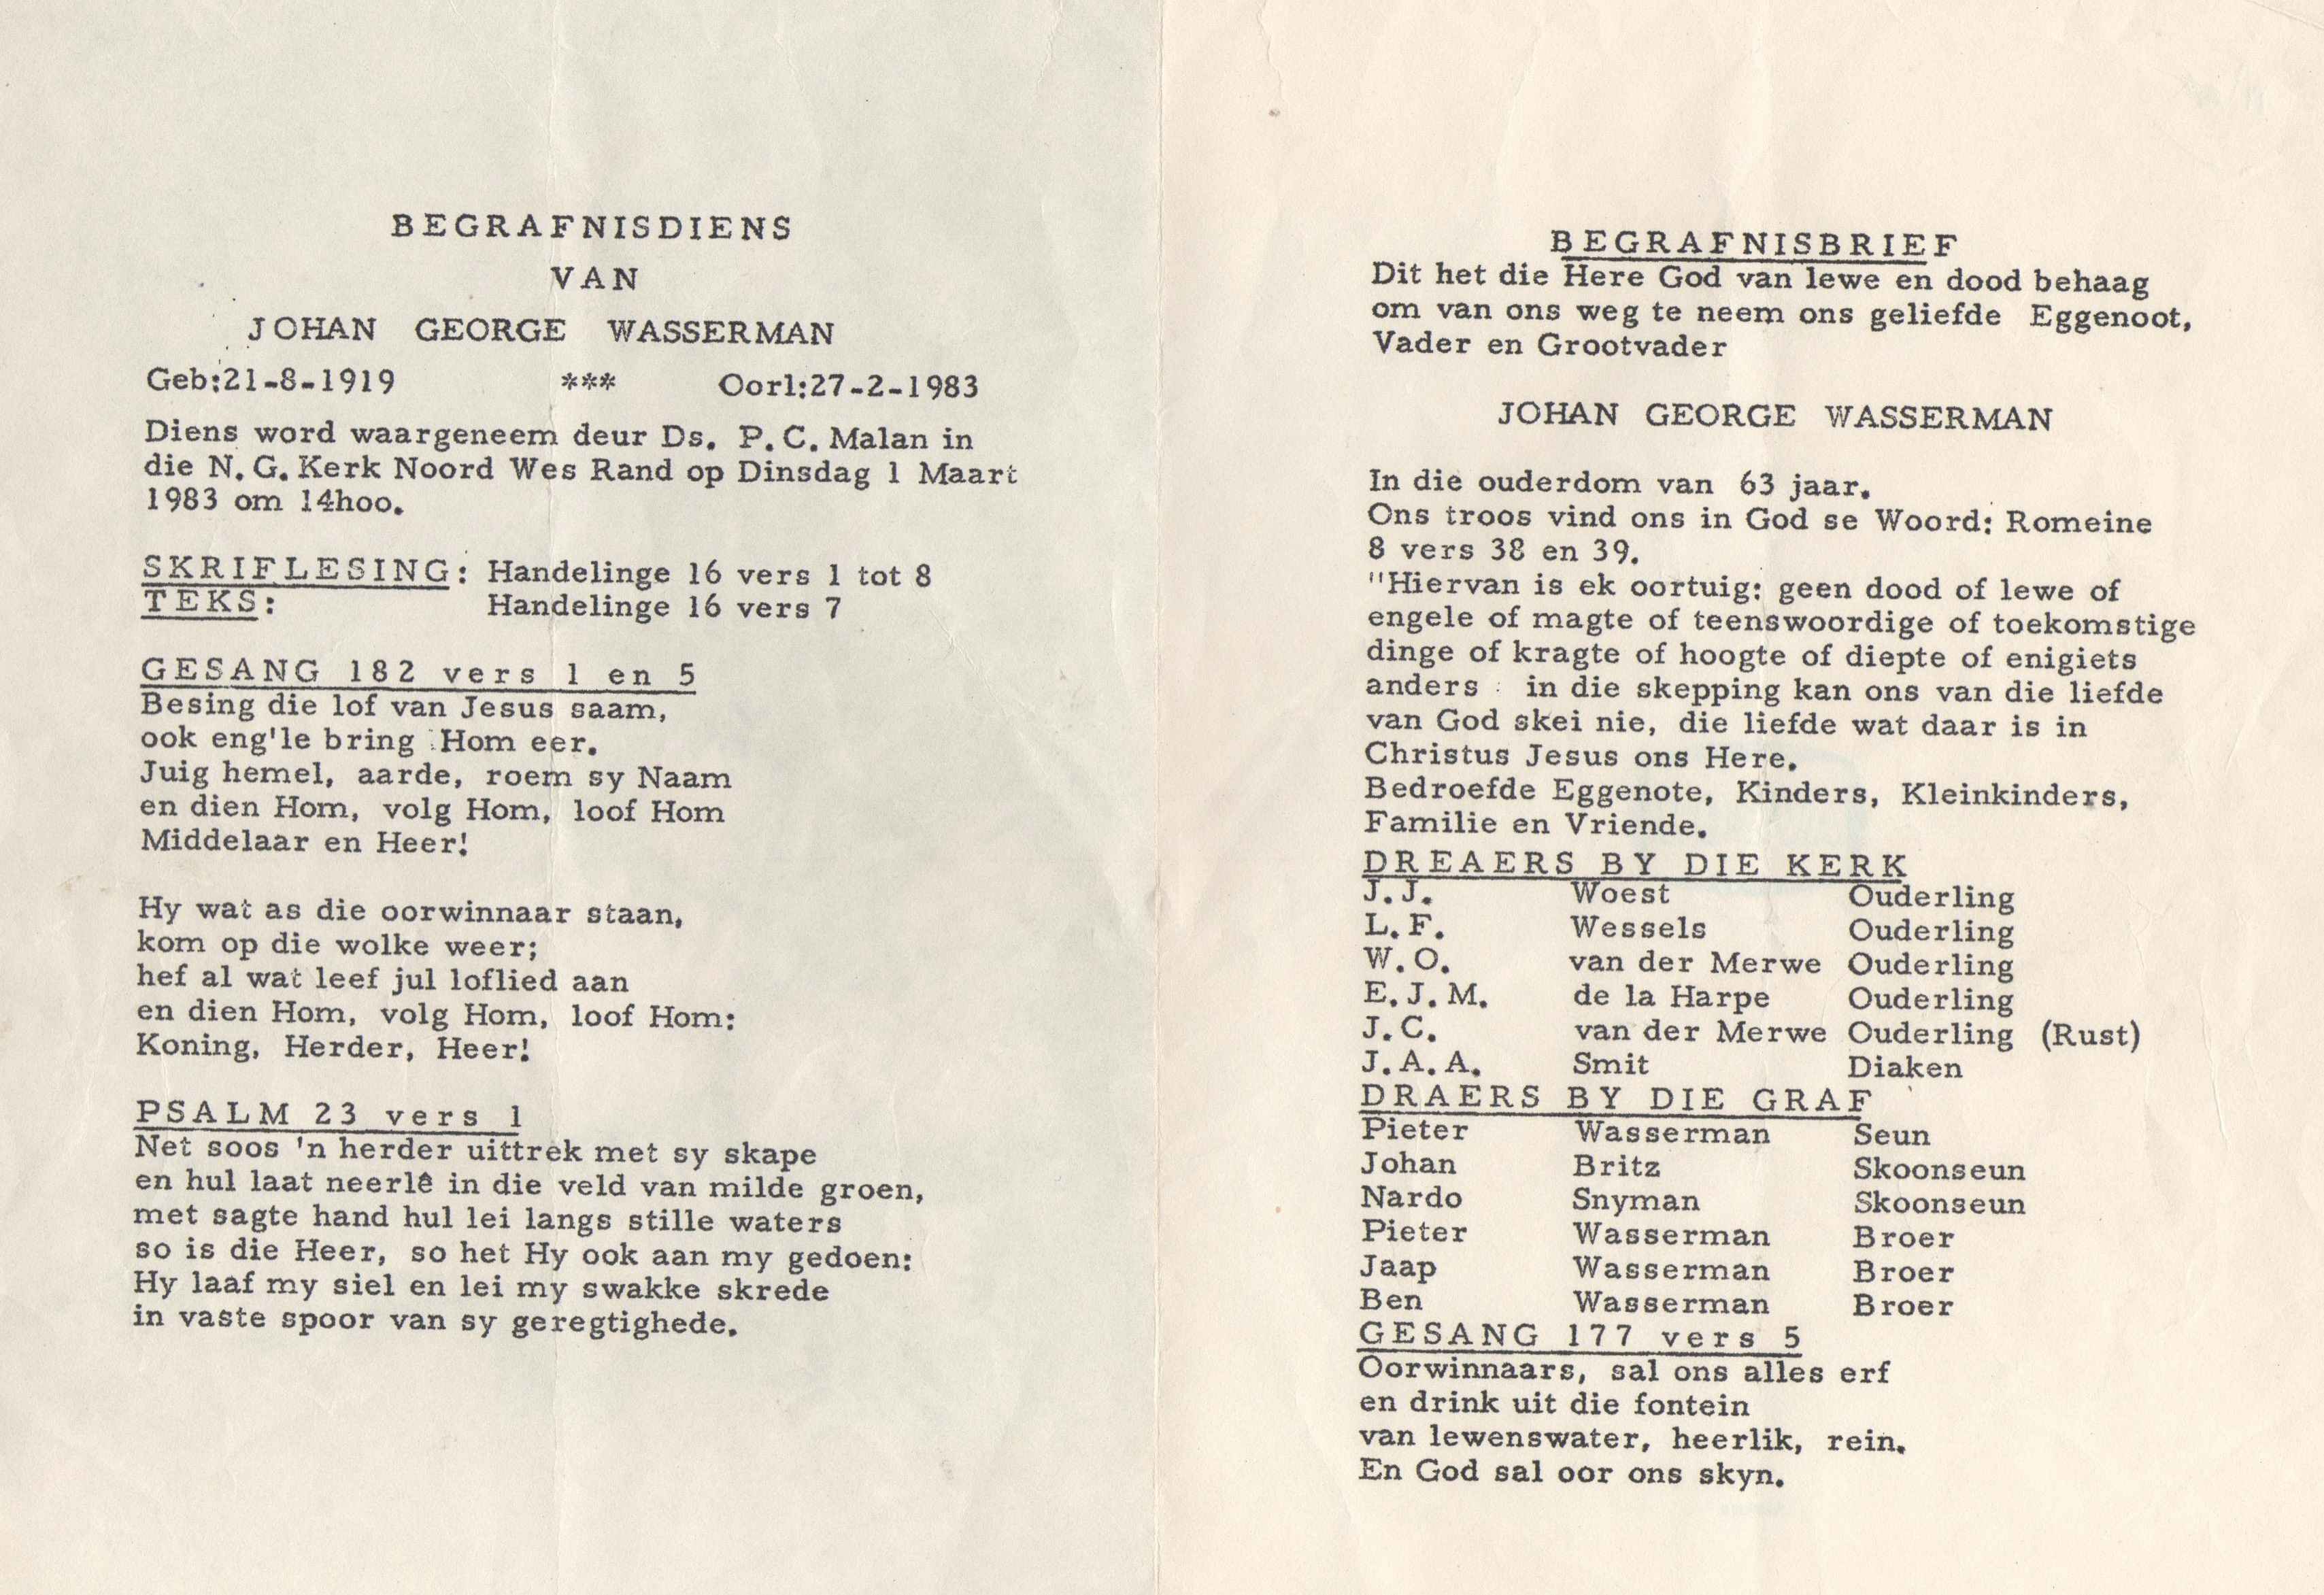 BEGRAFNISDIENS
VAN
JOHAN GEORGE WASSERMAN
Geb:21-8-1919 *** Oorl:27-2-1983
Diens word waargeneem deur Ds. P.C. Malan in
die N.G. Kerk Noord Wes Rand op Dinsdag 1 Maart
1983 om 14hoo.
SKRIFLESING: Handelinge 16 vers 1 tot 8
TEKS: Handelinge 16 vers 7
GESANG 182 vers 1 en 5
Besing die lof van Jesus saam,
ook eng'le bring Hom eer.
Juig hemel, aarde, roem sy Naam
en dien Hom, volg Hom, loof Hom
Middelaar en Heer!
Hy wat as die oorwinnaar staan,
kom op die wolke weer;
hef al wat leef jul loflied aan
en dien Hom, volg Hom, loof Hom:
Koning, Herder, Heer!
PSALM 23 vers 1
Net soos 'n herder uittrek met sy skape
en hul laat neerlê in die veld van milde groen,
met sagte hand hul lei langs stille waters
so is die Heer, so het Hy ook aan my gedoen:
Hy laaf my siel en lei my swakke skrede
in vaste spoor van sy geregtighede.
BEGRAFNISBRIEF
Dit het die Here God van lewe en dood behaag
om van ons weg te neem ons geliefde Eggenoot,
Vader en Grootvader
JOHAN GEORGE WASSERMAN
In die ouderdom van 63 jaar.
Ons troos vind ons in God se Woord: Romeine
8 vers 38 en 39.
"Hiervan is ek oortuig: geen dood of lewe of
engele of magte of teenswoordige of toekomstige
dinge of kragte of hoogte of diepte of enigiets
anders in die skepping kan ons van die liefde
van God skei nie, die liefde wat daar is in
Christus Jesus ons Here.
Bedroefde Eggenote, Kinders, Kleinkinders,
Familie en Vriende.
DREAERS BY DIE KERK
J.J. Woest Ouderling
L.F. Wessels Ouderling
W.O. van der Merwe Ouderling
E.J.M. de la Harpe Ouderling
J.C. van der Merwe Ouderling (Rust)
J.A.A. Smit Diaken
DRAERS BY DIE GRAF
Pieter Wasserman Seun
Johan Britz Skoonseun
Nardo Snyman Skoonseun
Pieter Wasserman Broer
Jaap Wasserman Broer
Ben Wasserman Broer
GESANG 177 vers 5
Oorwinnaars, sal ons alles erf
en drink uit die fontein
van lewenswater, heerlik, rein.
En God sal oor ons skyn.